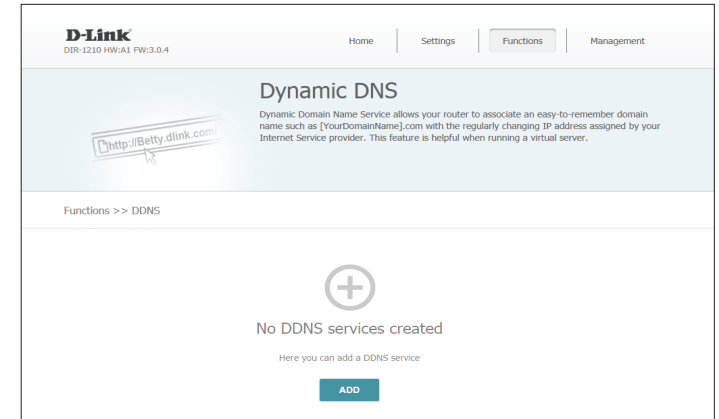 D-Link
DIR-1210 HW:A1 FW:3.0.4
Home Settings Functions Management
Dynamic DNS
Dynamic Domain Name Service allows your router to associate an easy-to-remember domain
name such as [YourDomainName].com with the regularly changing IP address assigned by your
Internet Service provider. This feature is helpful when running a virtual server.
http://Betty.dlink.com/
Functions >> DDNS
No DDNS services created
Here you can add a DDNS service
ADD